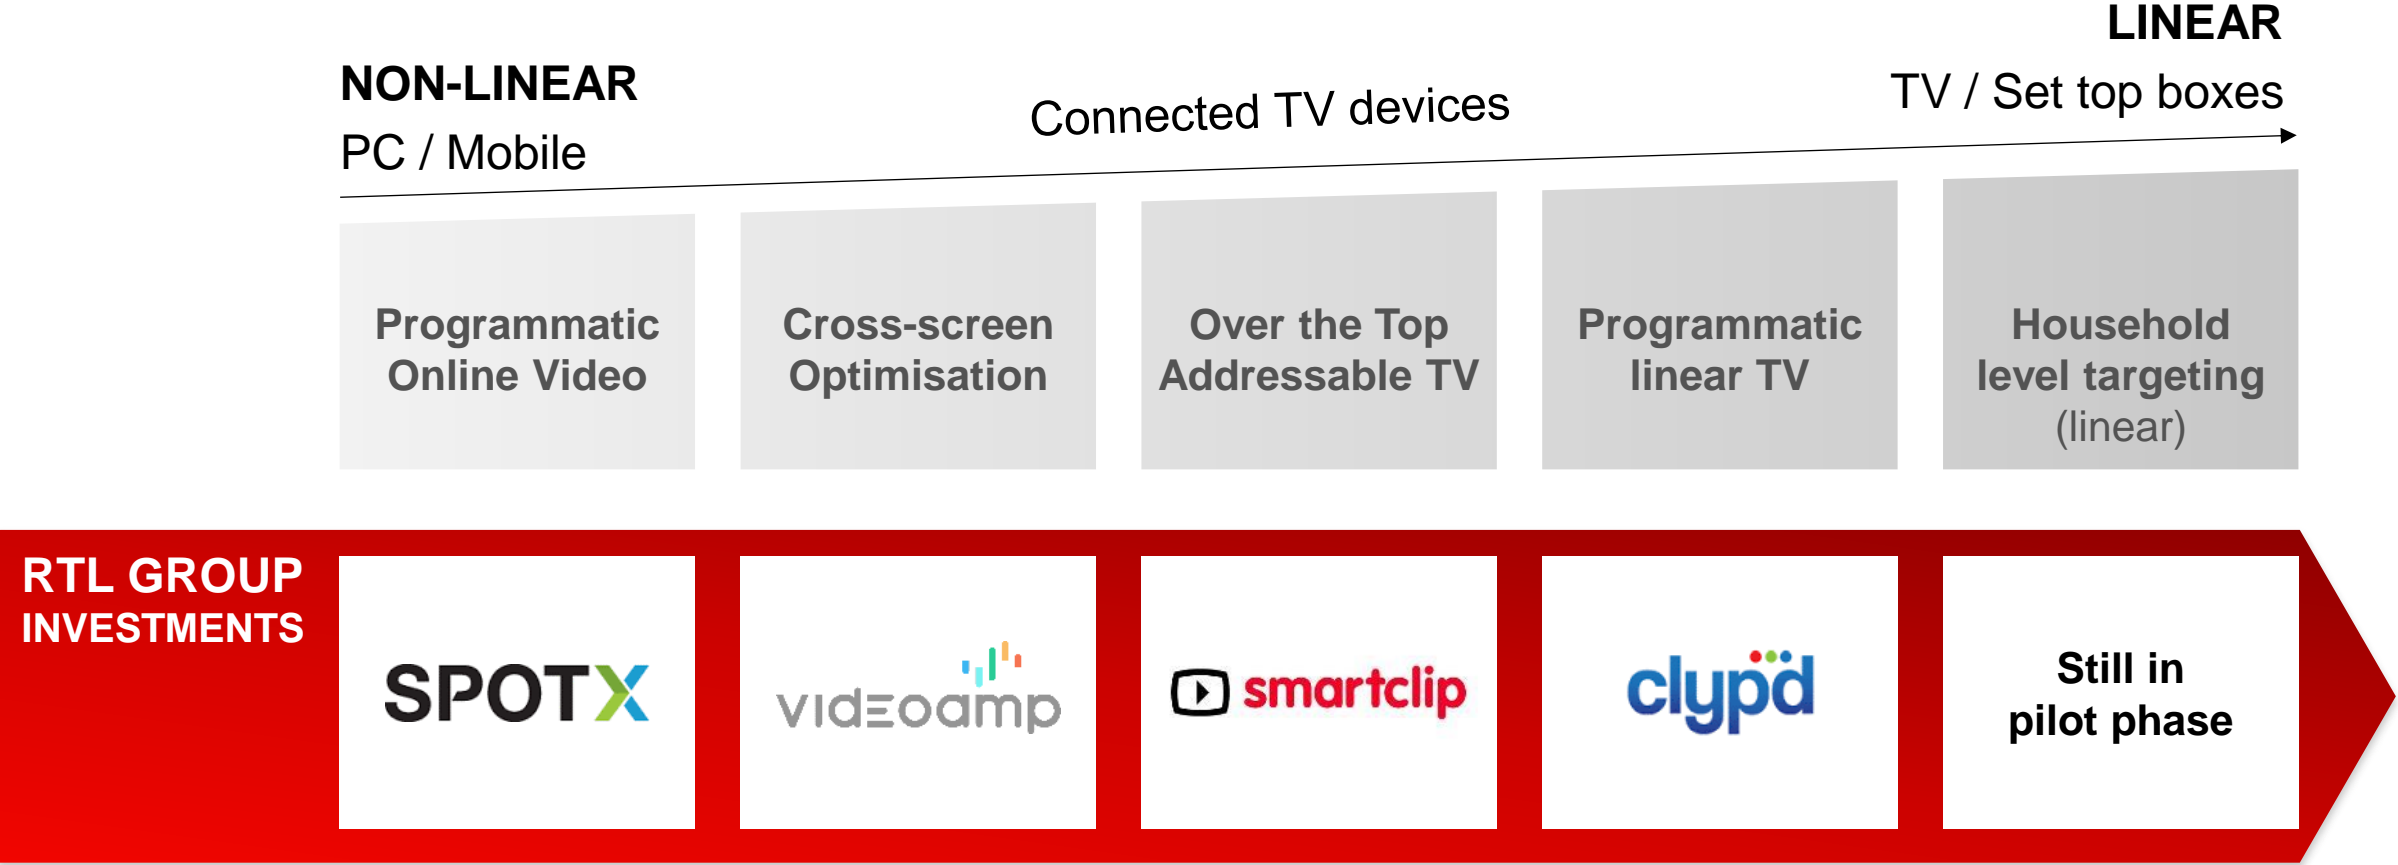 NON-LINEAR
PC / Mobile
Connected TV devices
LINEAR
TV / Set top boxes
Programmatic
Online Video
Cross-screen
Optimisation
Over the Top
Addressable TV
Programmatic
linear TV
Household
level targeting
(linear)
RTL GROUP
INVESTMENTS
SPOTX
videoamp
smartclip
clypd
Still in
pilot phase